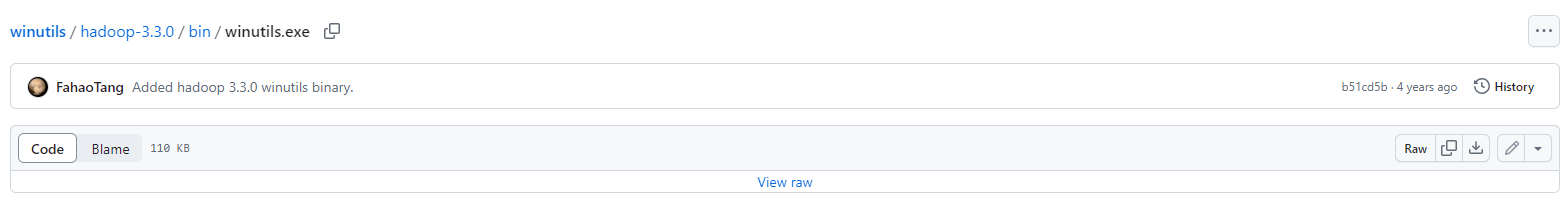 winutils / hadoop-3.3.0 / bin / winutils.exe
FahaoTang Added hadoop 3.3.0 winutils binary. b51cd5b · 4 years ago History
Code Blame 110 KB Raw
View raw